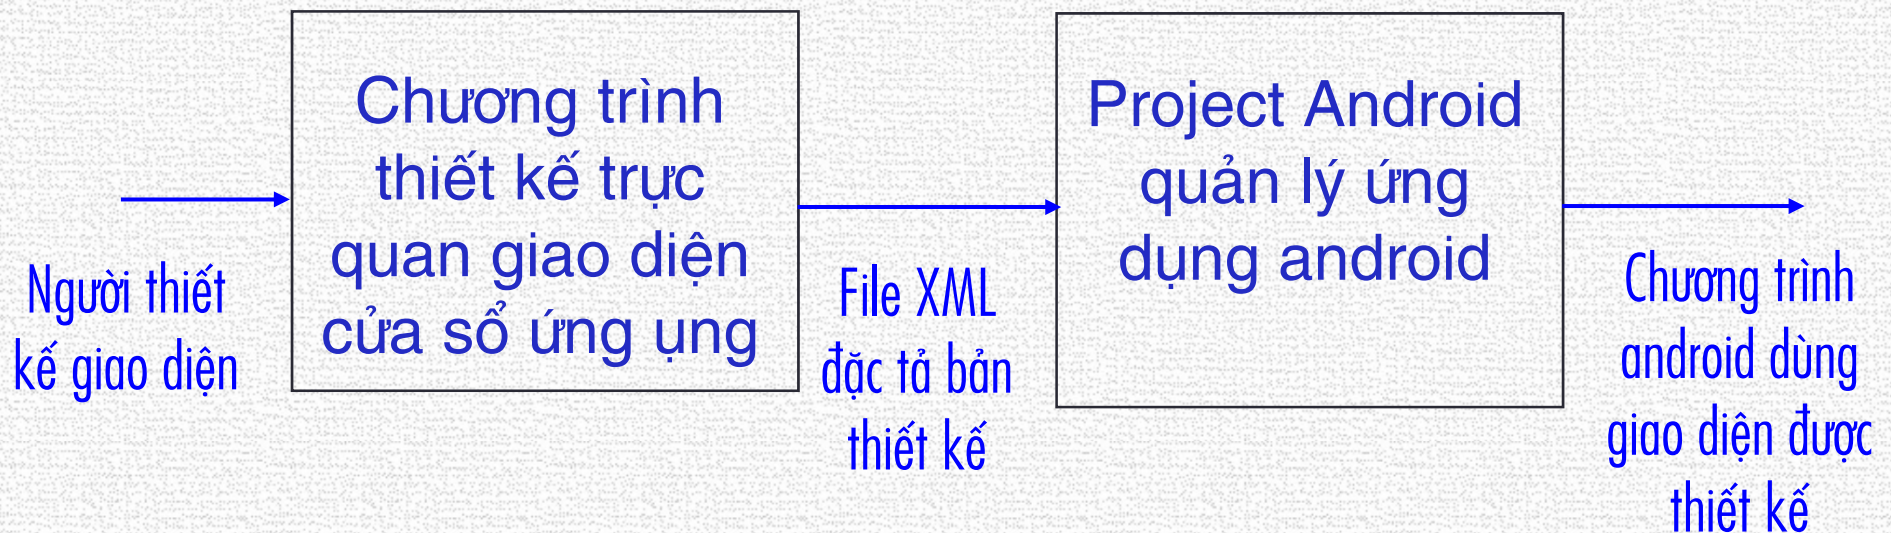 Người thiết
kế giao diện
Chương trình
thiết kế trực
quan giao diện
cửa sổ ứng ụng
File XML
đặc tả bản
thiết kế
Project Android
quản lý ứng
dụng android
Chương trình
android dùng
giao diện được
thiết kế